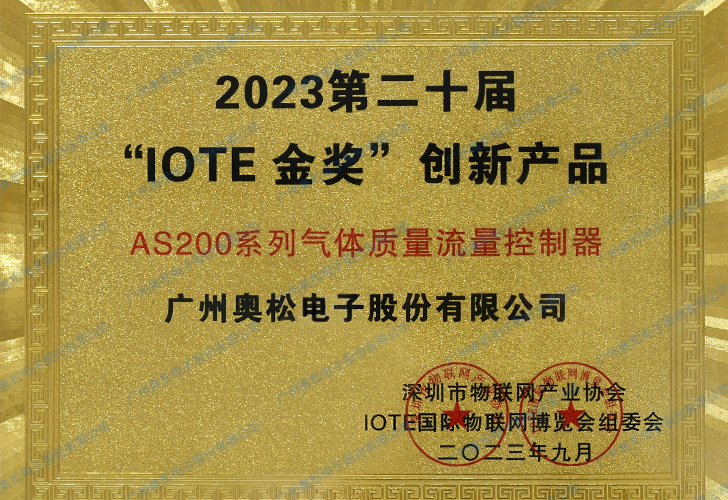 2023第二十届
“IOTE 金奖”创新产品
AS200系列气体质量流量控制器
广州奥松电子股份有限公司
深圳市物联网产业协会
IOTE国际物联网博览会组委会
二〇二三年九月